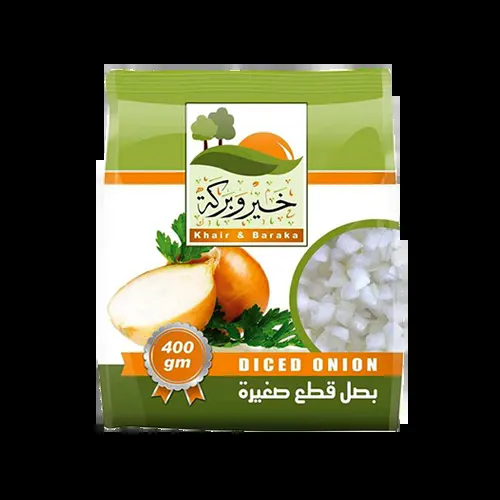 خير وبركة
Khair & Baraka
400
gm
DICED ONION
بصل قطع صغيرة